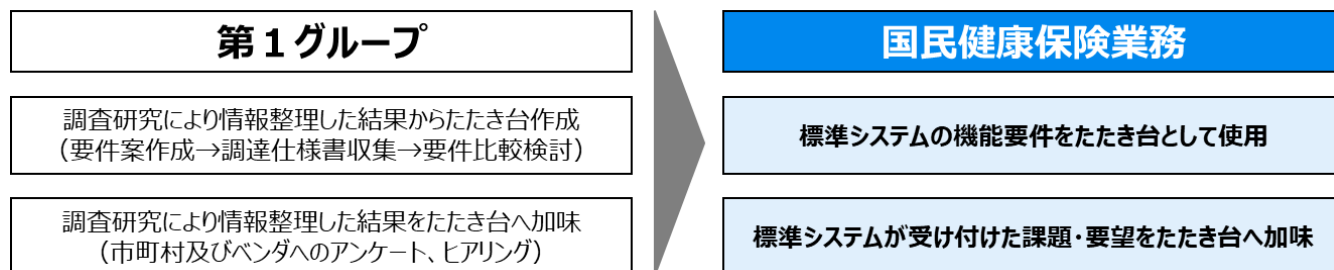 第１グループ
国民健康保険業務
調査研究により情報整理した結果からたたき台作成
（要件案作成→調達仕様書収集→要件比較検討）
標準システムの機能要件をたたき台として使用
調査研究により情報整理した結果をたたき台へ加味
（市町村及びベンダへのアンケート、ヒアリング）
標準システムが受け付けた課題・要望をたたき台へ加味